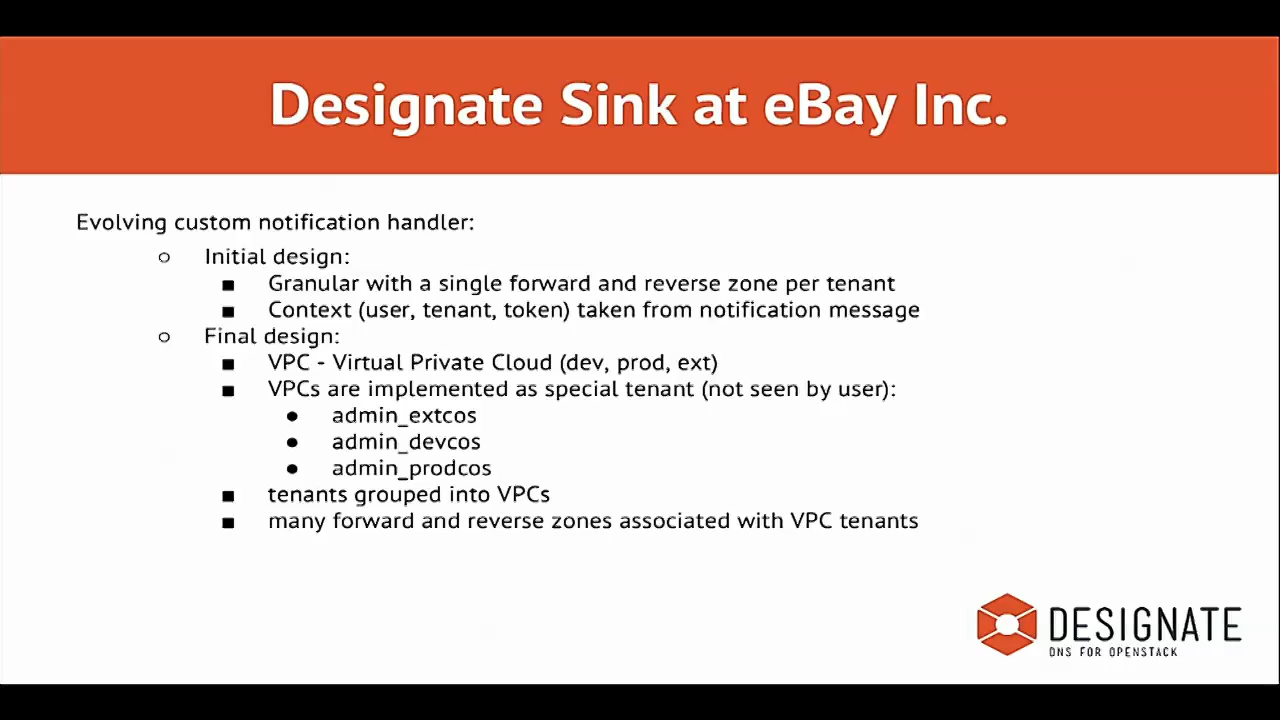 Designate Sink at eBay Inc.
Evolving custom notification handler:
○ Initial design:
■ Granular with a single forward and reverse zone per tenant
■ Context (user, tenant, token) taken from notification message
○ Final design:
■ VPC - Virtual Private Cloud (dev, prod, ext)
■ VPCs are implemented as special tenant (not seen by user):
● admin_extcos
● admin_devcos
● admin_prodcos
■ tenants grouped into VPCs
■ many forward and reverse zones associated with VPC tenants
DESIGNATE
DNS FOR OPENSTACK